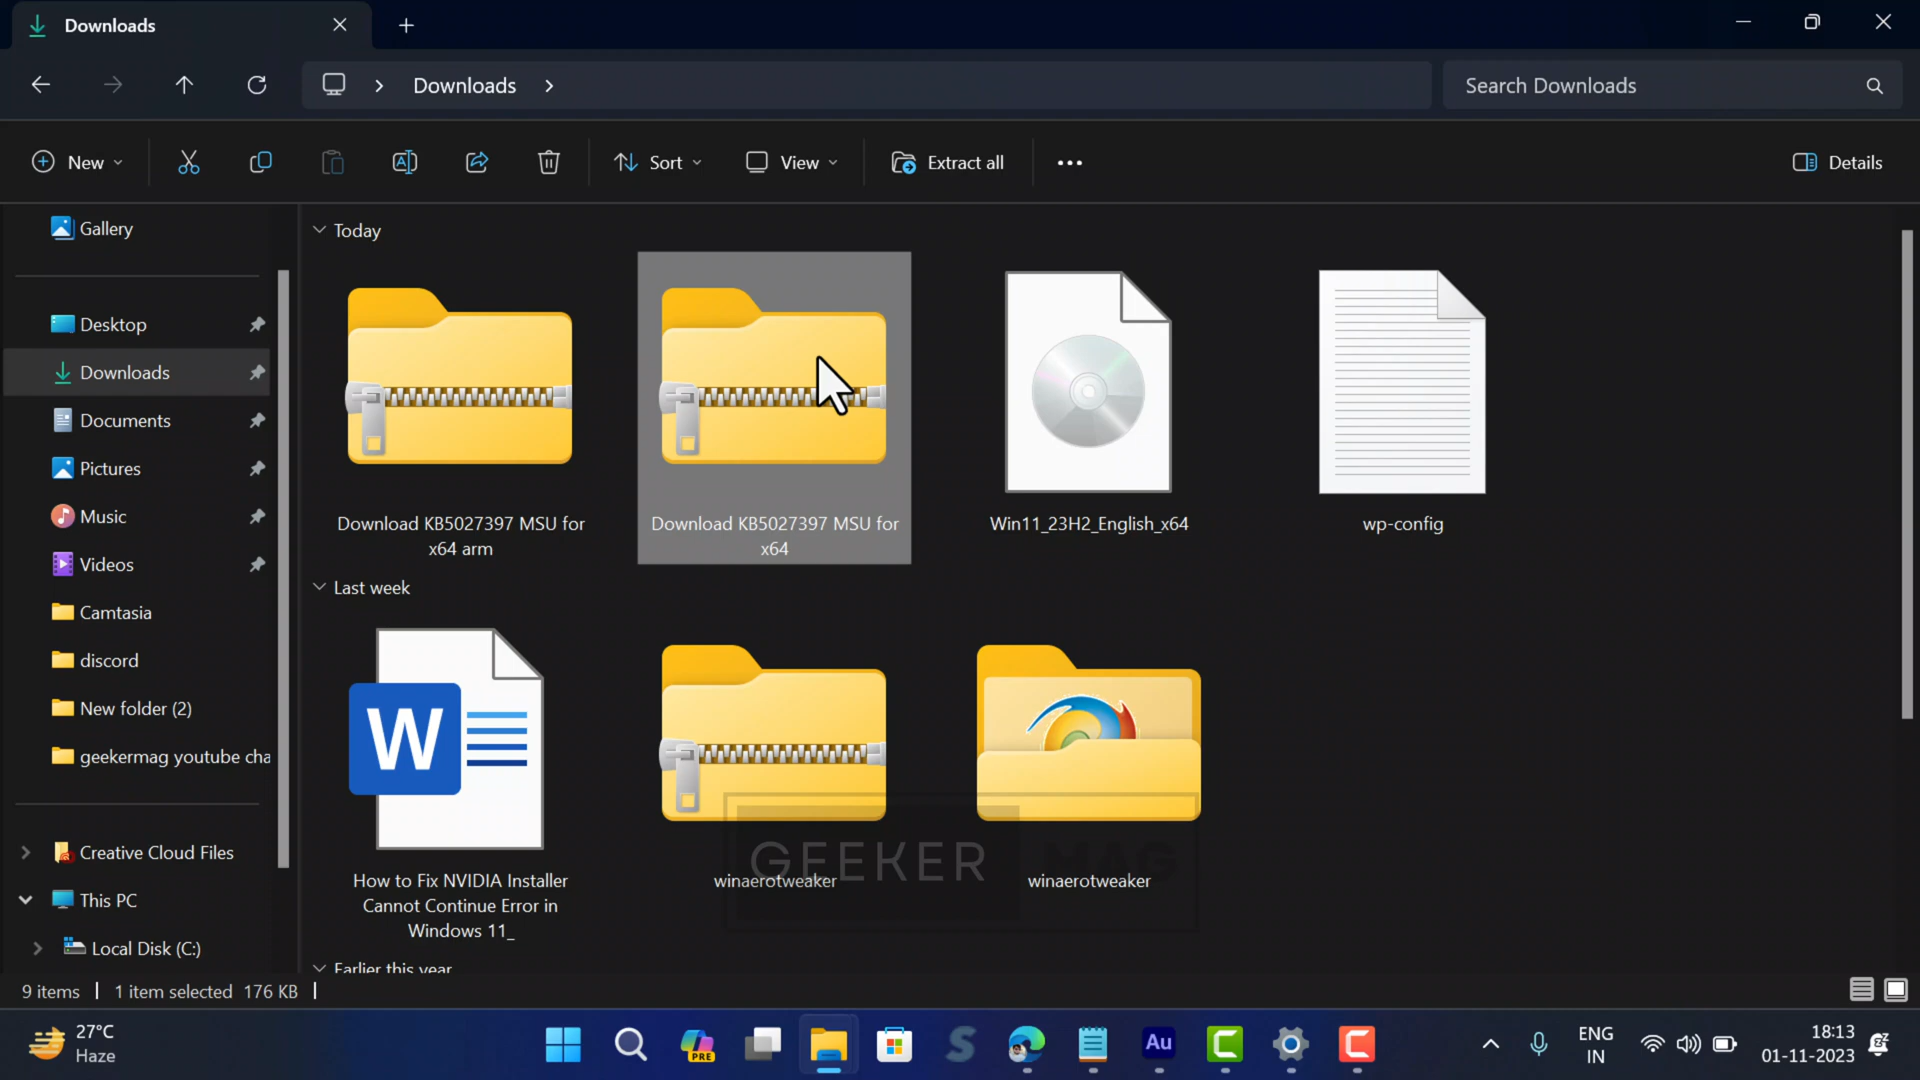 Downloads
Downloads
Search Downloads
New
Sort
View
Extract all
Details
Gallery
Desktop
Downloads
Documents
Pictures
Music
Videos
Camtasia
discord
New folder (2)
geekermag youtube cha
Creative Cloud Files
This PC
Local Disk (C:)
Today
Download KB5027397 MSU for
x64 arm
Download KB5027397 MSU for
x64
Win11_23H2_English_x64
wp-config
Last week
W
How to Fix NVIDIA Installer
Cannot Continue Error in
Windows 11_
winaerotweaker
winaerotweaker
GEEKER MAG
Earlier this year
9 items
1 item selected 176 KB
27°C
Haze
PRE
Au
ENG
IN
18:13
01-11-2023